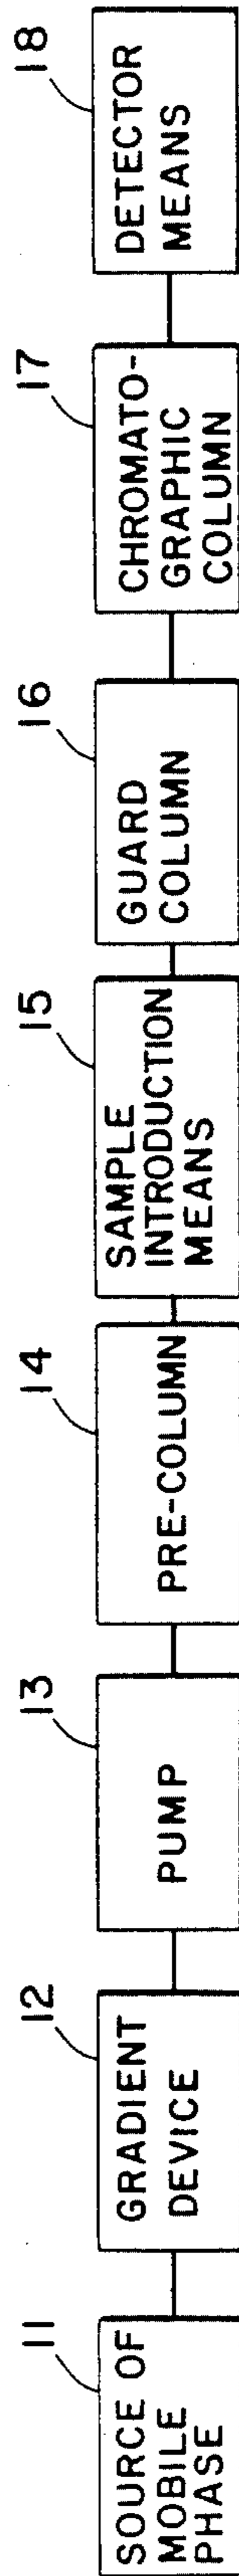 11
SOURCE OF
MOBILE
PHASE
12
GRADIENT
DEVICE
13
PUMP
14
PRE-COLUMN
15
SAMPLE
INTRODUCTION
MEANS
16
GUARD
COLUMN
17
CHROMATO-
GRAPHIC
COLUMN
18
DETECTOR
MEANS